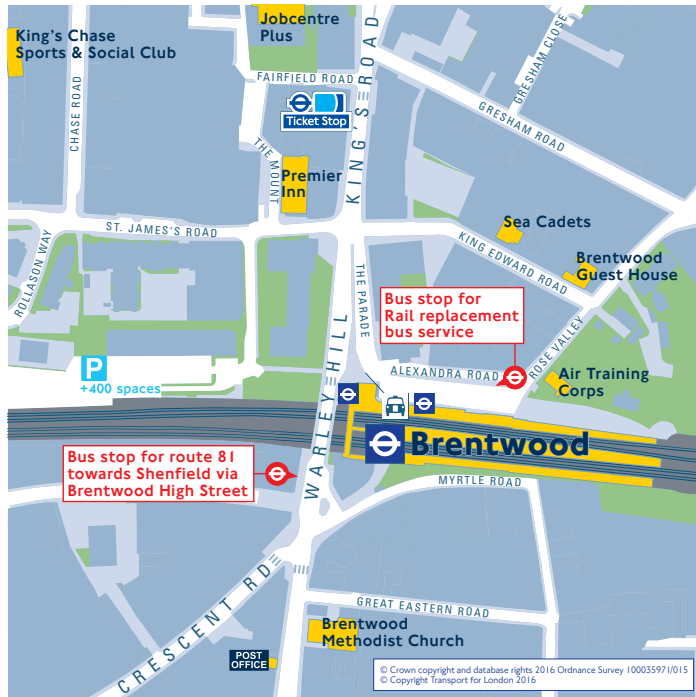 Jobcentre
Plus
King's Chase
Sports & Social Club
KING'S ROAD
GRESHAM CLOSE
FAIRFIELD ROAD
CHASE ROAD
Ticket Stop
GRESHAM ROAD
THE MOUNT
Premier
Inn
ST. JAMES'S ROAD
Sea Cadets
KING EDWARD ROAD
Brentwood
Guest House
ROLLASON WAY
THE PARADE
Bus stop for
Rail replacement
bus service
WARLEY HILL
ROSE VALLEY
P
+400 spaces
ALEXANDRA ROAD
Air Training
Corps
Brentwood
Bus stop for route 81
towards Shenfield via
Brentwood High Street
MYRTLE ROAD
CRESCENT RD
GREAT EASTERN ROAD
Brentwood
Methodist Church
POST
OFFICE
© Crown copyright and database rights 2016 Ordnance Survey 100035971/015
© Copyright Transport for London 2016